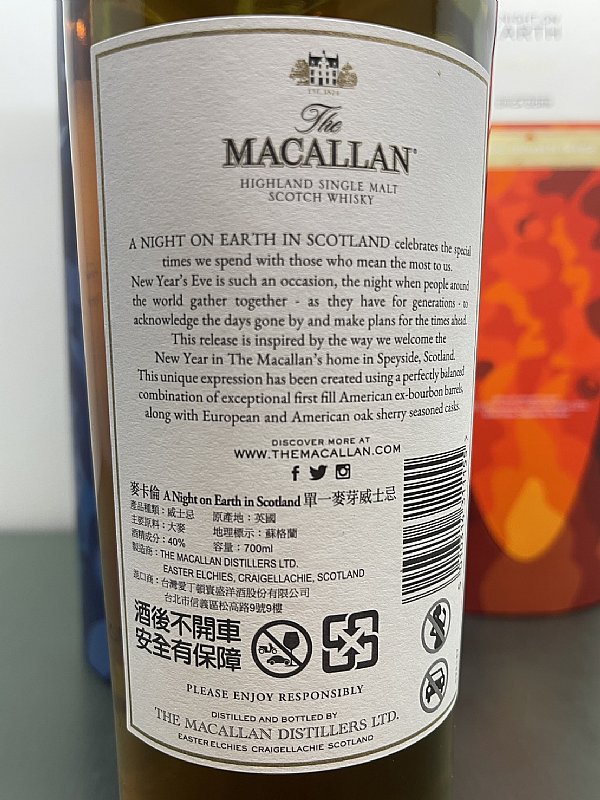 NIGHT ON
EARTH
EST. 1824
The
MACALLAN
HIGHLAND SINGLE MALT
SCOTCH WHISKY
A NIGHT ON EARTH IN SCOTLAND celebrates the special
times we spend with those who mean the most to us.
New Year's Eve is such an occasion, the night when people around
the world gather together - as they have for generations - to
acknowledge the days gone by and make plans for the times ahead.
This release is inspired by the way we welcome the
New Year in The Macallan's home in Speyside, Scotland.
This unique expression has been created using a perfectly balanced
combination of exceptional first fill American ex-bourbon barrels,
along with European and American oak sherry seasoned casks.
DISCOVER MORE AT
WWW.THEMACALLAN.COM
麥卡倫 A Night on Earth in Scotland 單一麥芽威士忌
產品種類：威士忌 原產地：英國
主要原料：大麥 地理標示：蘇格蘭
酒精成分：40% 容量：700ml
製造商：THE MACALLAN DISTILLERS LTD.
EASTER ELCHIES, CRAIGELLACHIE, SCOTLAND
進口商：台灣愛丁頓寰盛洋酒股份有限公司
台北市信義區松高路9號9樓
酒後不開車
安全有保障
PLEASE ENJOY RESPONSIBLY
DISTILLED AND BOTTLED BY
THE MACALLAN DISTILLERS LTD.
EASTER ELCHIES CRAIGELLACHIE SCOTLAND